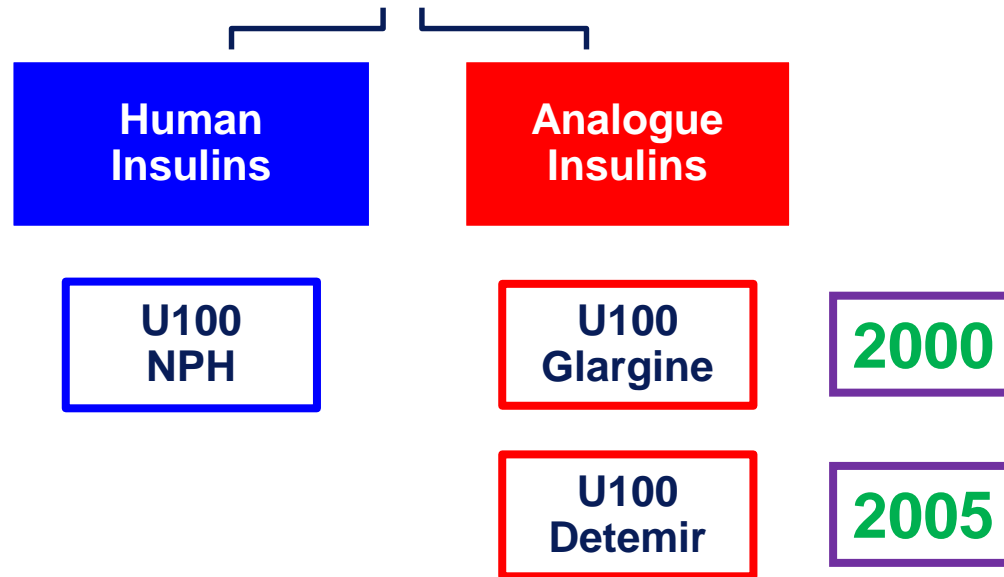 Human
Insulins
Analogue
Insulins
U100
NPH
U100
Glargine
2000
U100
Detemir
2005